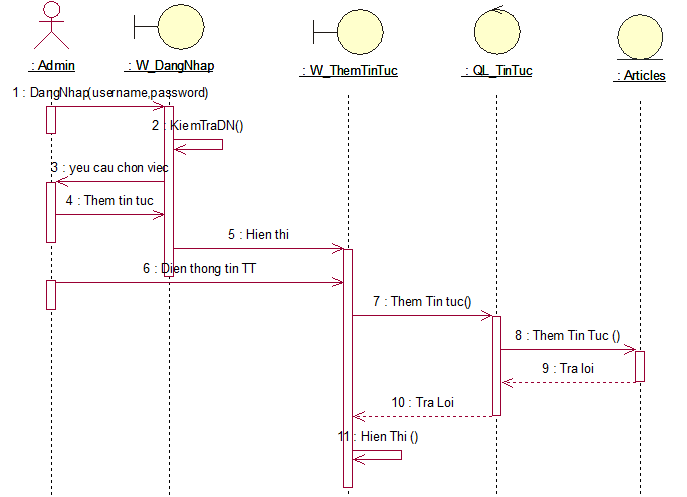 : Admin
: W_DangNhap
: W_ThemTinTuc
: QL_TinTuc
: Articles
1 : DangNhap(username,password)
2 : KiemTraDN()
3 : yeu cau chon viec
4 : Them tin tuc
5 : Hien thi
6 : Dien thong tin TT
7 : Them Tin tuc()
8 : Them Tin Tuc ()
9 : Tra loi
10 : Tra Loi
11 : Hien Thi ()